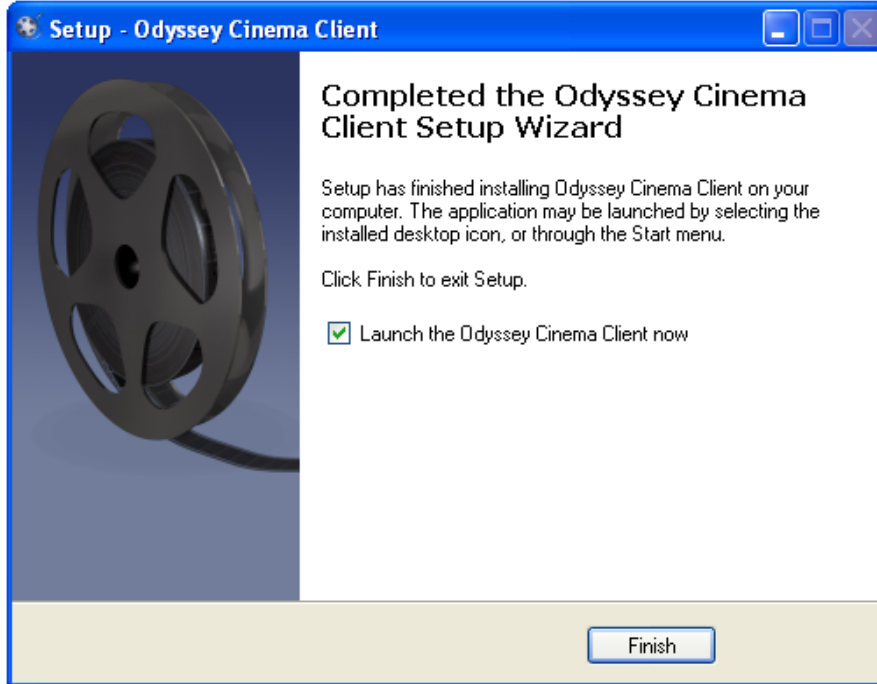 Setup - Odyssey Cinema Client
Completed the Odyssey Cinema
Client Setup Wizard
Setup has finished installing Odyssey Cinema Client on your
computer. The application may be launched by selecting the
installed desktop icon, or through the Start menu.
Click Finish to exit Setup.
Launch the Odyssey Cinema Client now
Finish